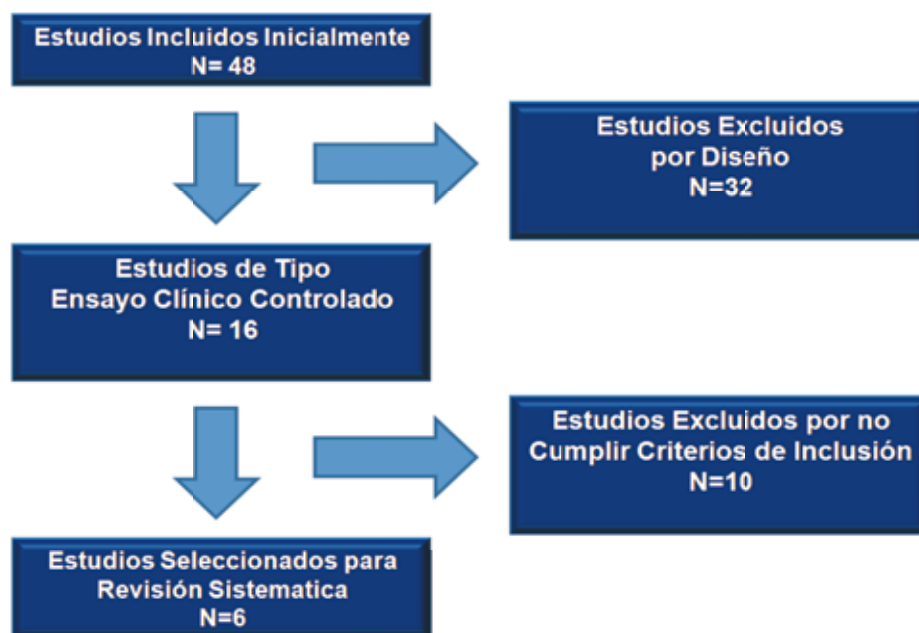 Estudios Incluidos Inicialmente
N= 48
Estudios Excluidos
por Diseño
N=32
Estudios de Tipo
Ensayo Clínico Controlado
N= 16
Estudios Excluidos por no
Cumplir Criterios de Inclusión
N=10
Estudios Seleccionados para
Revisión Sistematica
N=6